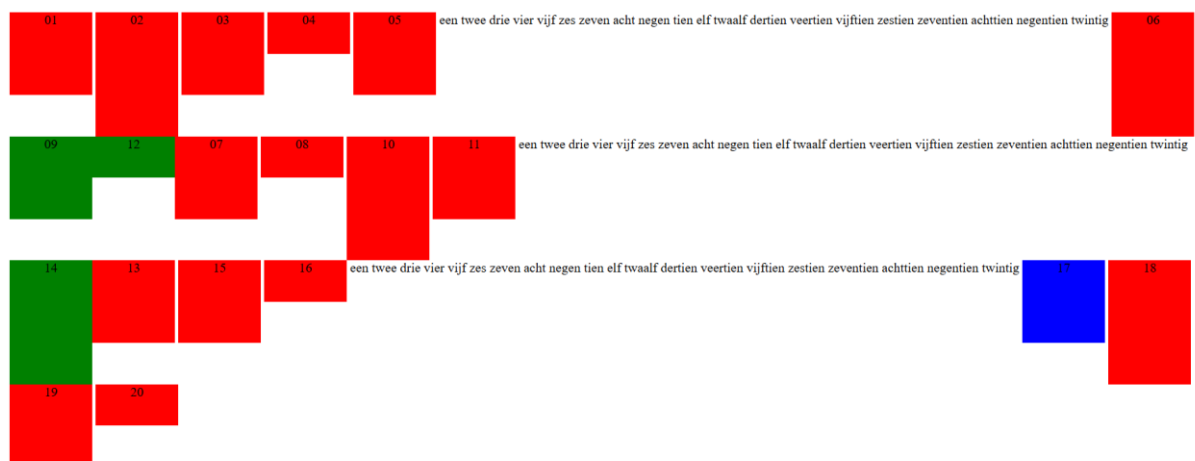 01 02 03 04 05 een twee drie vier vijf zes zeven acht negen tien elf twaalf dertien veertien vijftien zestien zeventien achttien negentien twintig 06
09 12 07 08 10 11 een twee drie vier vijf zes zeven acht negen tien elf twaalf dertien veertien vijftien zestien zeventien achttien negentien twintig
14 13 15 16 een twee drie vier vijf zes zeven acht negen tien elf twaalf dertien veertien vijftien zestien zeventien achttien negentien twintig 17 18
19 20